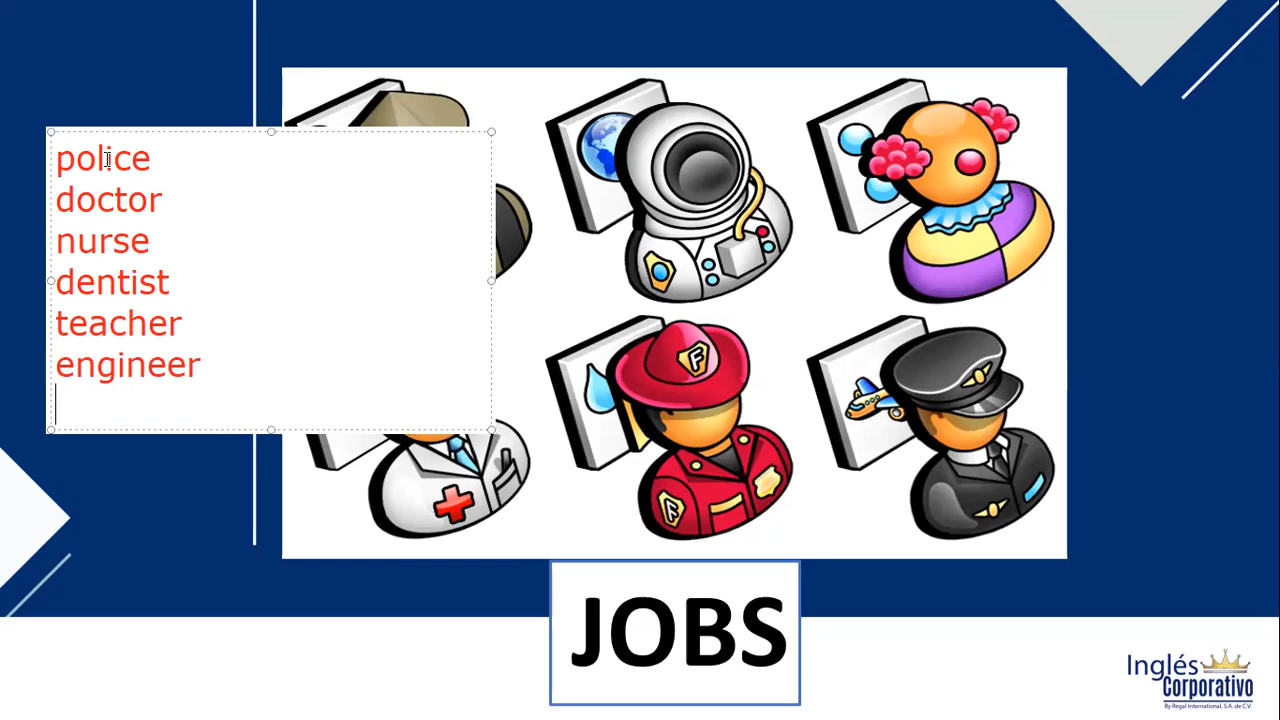 police
doctor
nurse
dentist
teacher
engineer
F
F
JOBS
Inglés
Corporativo
By Regal International, S.A. de C.V.